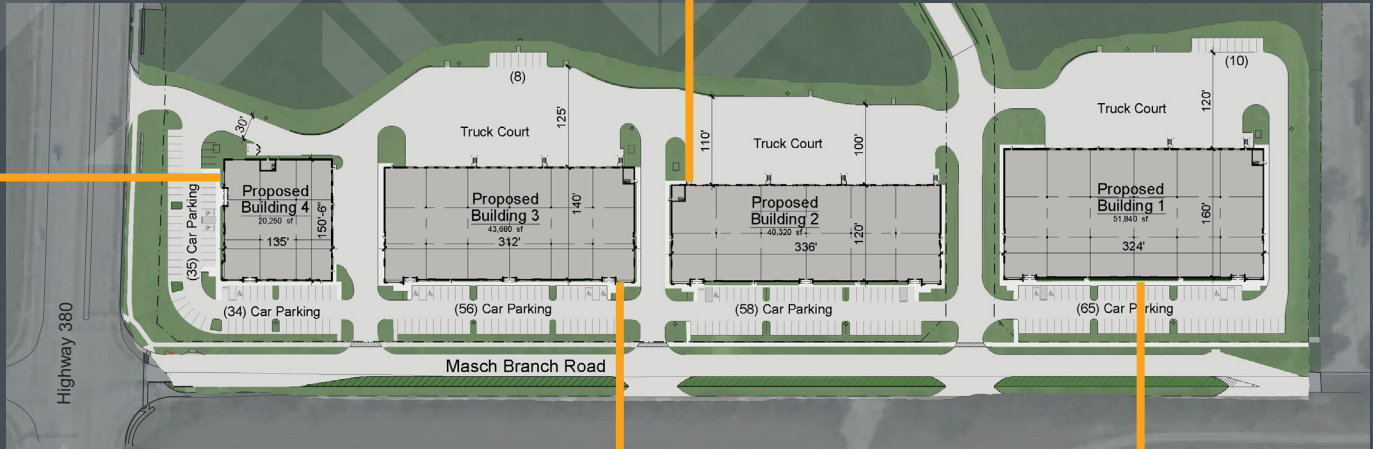 (8)
(10)
Truck Court
125'
110'
Truck Court
100'
Truck Court
120'
30'
(35) Car Parking
Proposed
Building 4
20,250 sf
135'
150'-6"
Proposed
Building 3
43,680 sf
312'
140'
Proposed
Building 2
40,320 sf
336'
120'
Proposed
Building 1
51,840 sf
324'
160'
(34) Car Parking
(56) Car Parking
(58) Car Parking
(65) Car Parking
Masch Branch Road
Highway 380